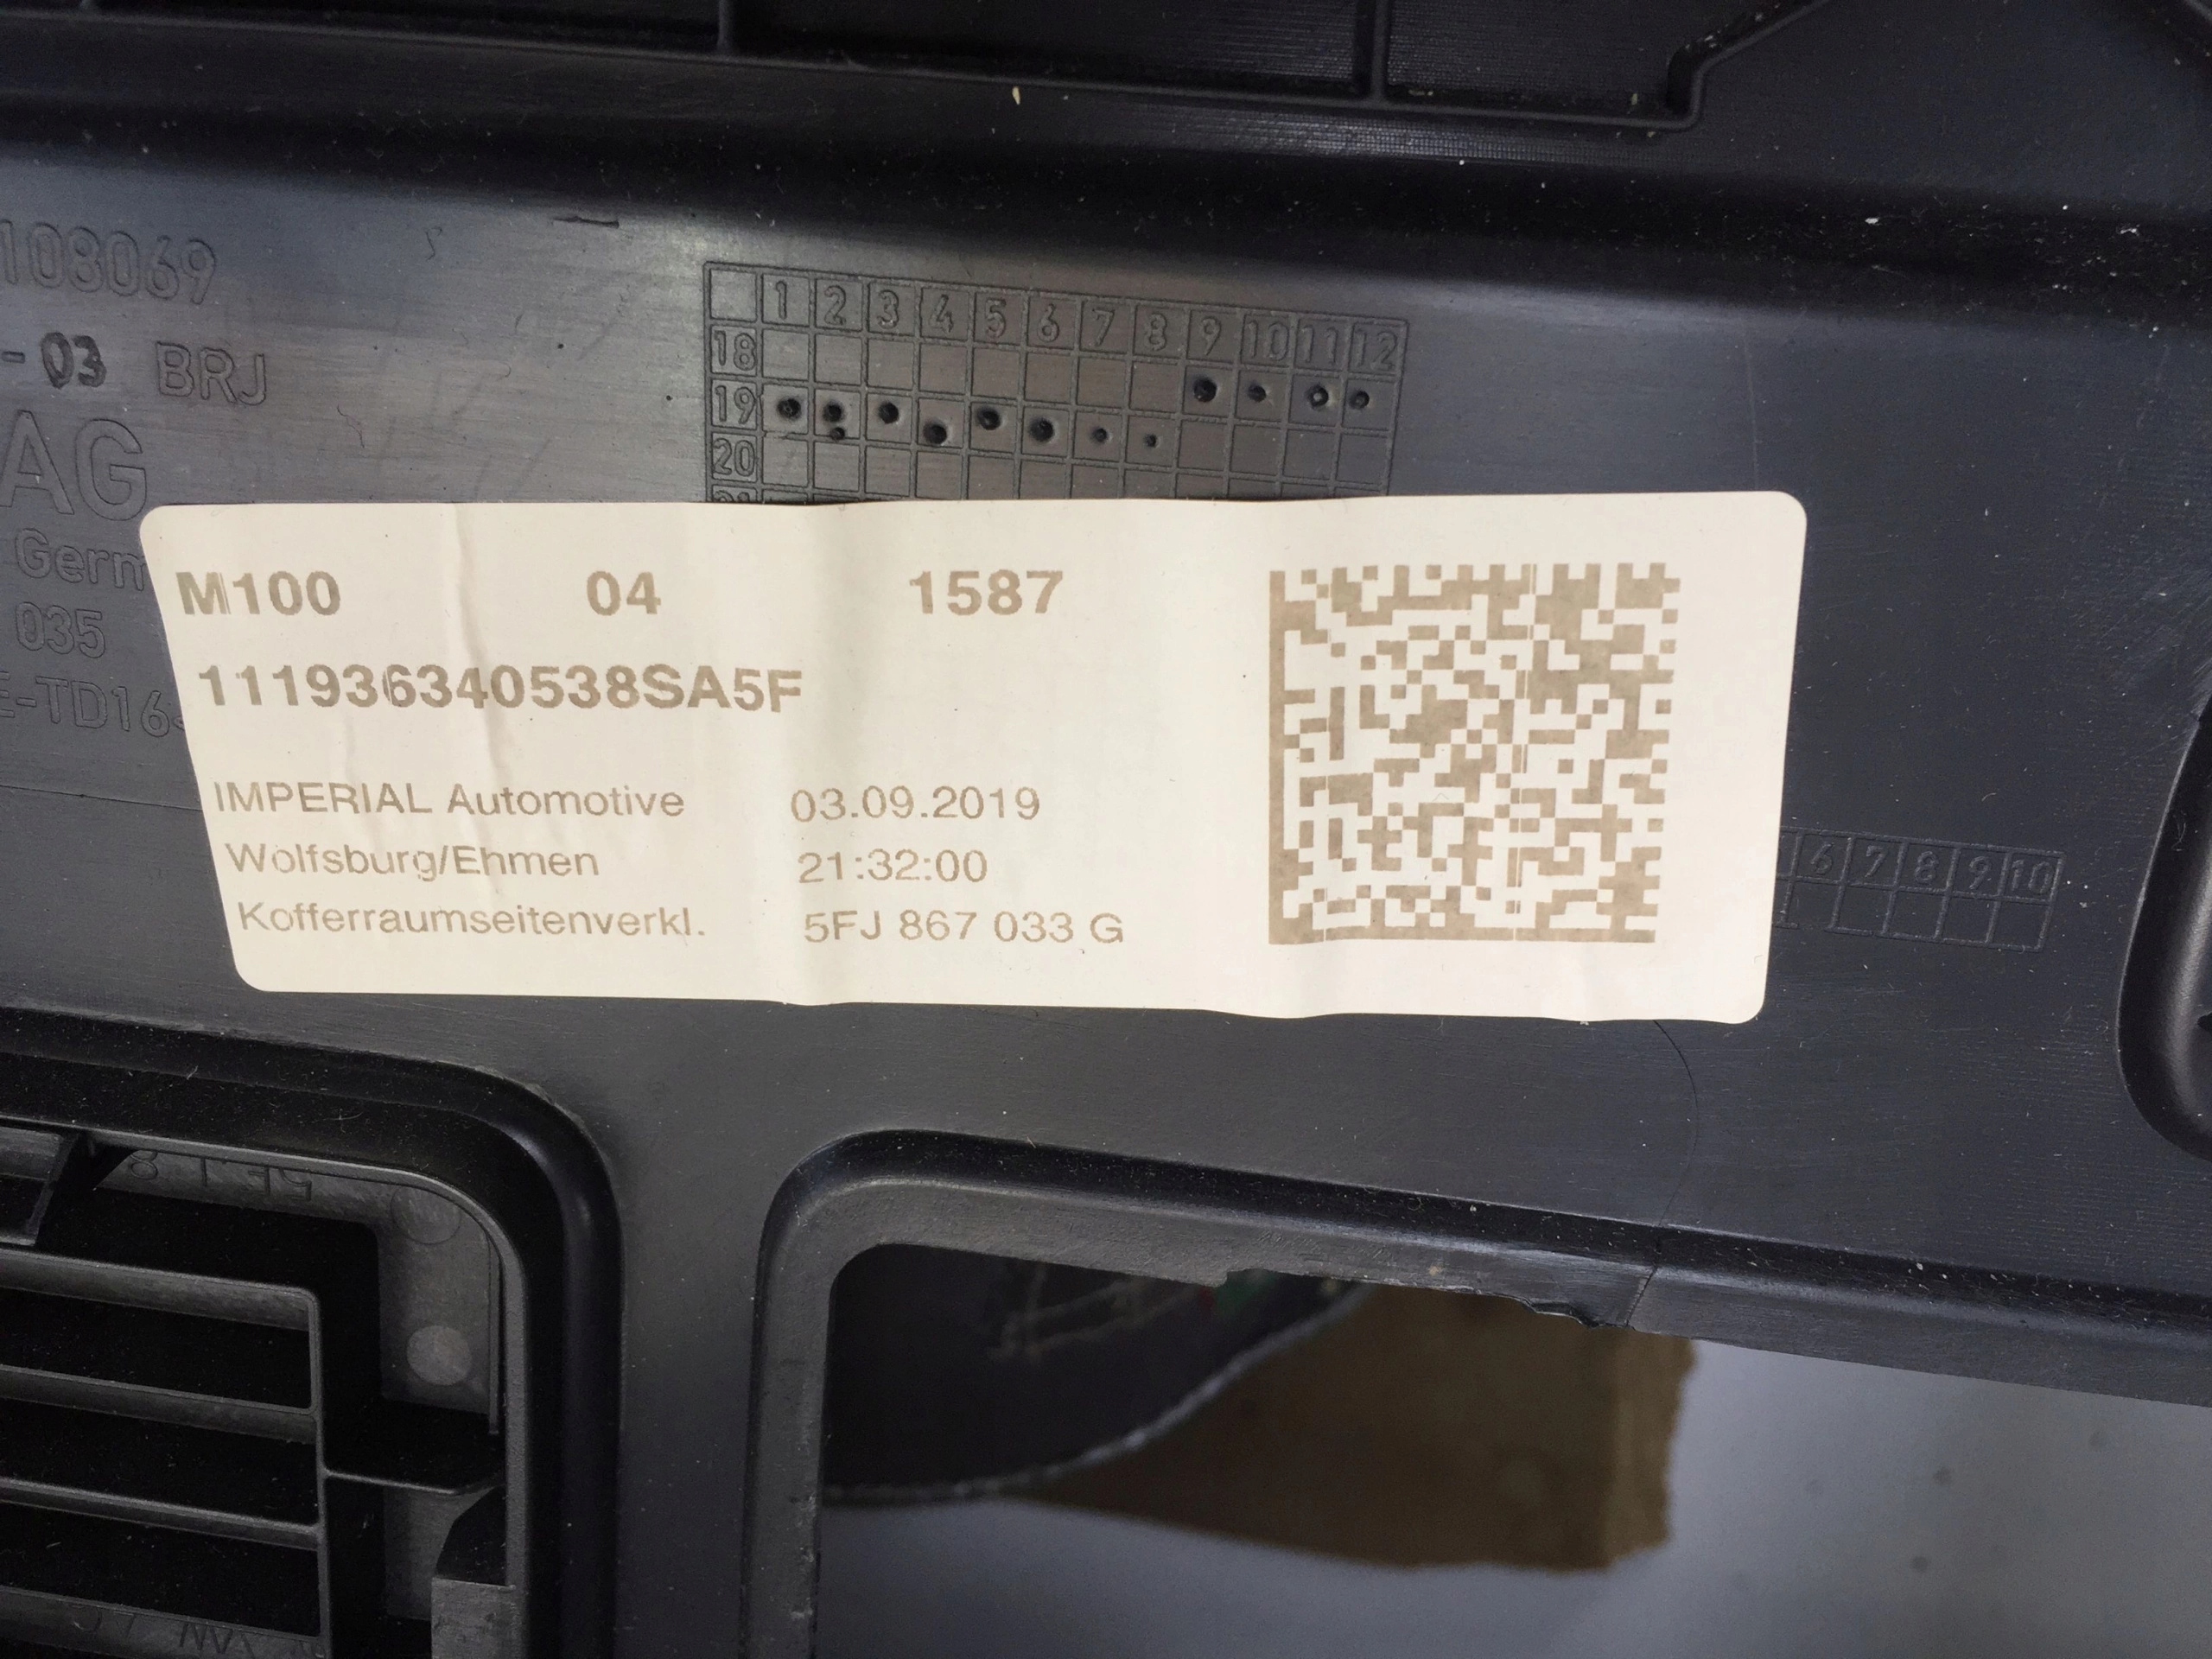 108069
- 03 BRJ
AG
Germ
035
E-TD16
1 2 3 4 5 6 7 8 9 10 11 12
18
19
20
M100 04 1587
111936340538SA5F
IMPERIAL Automotive 03.09.2019
Wolfsburg/Ehmen 21:32:00
Kofferraumseitenverkl. 5FJ 867 033 G
6 7 8 9 10